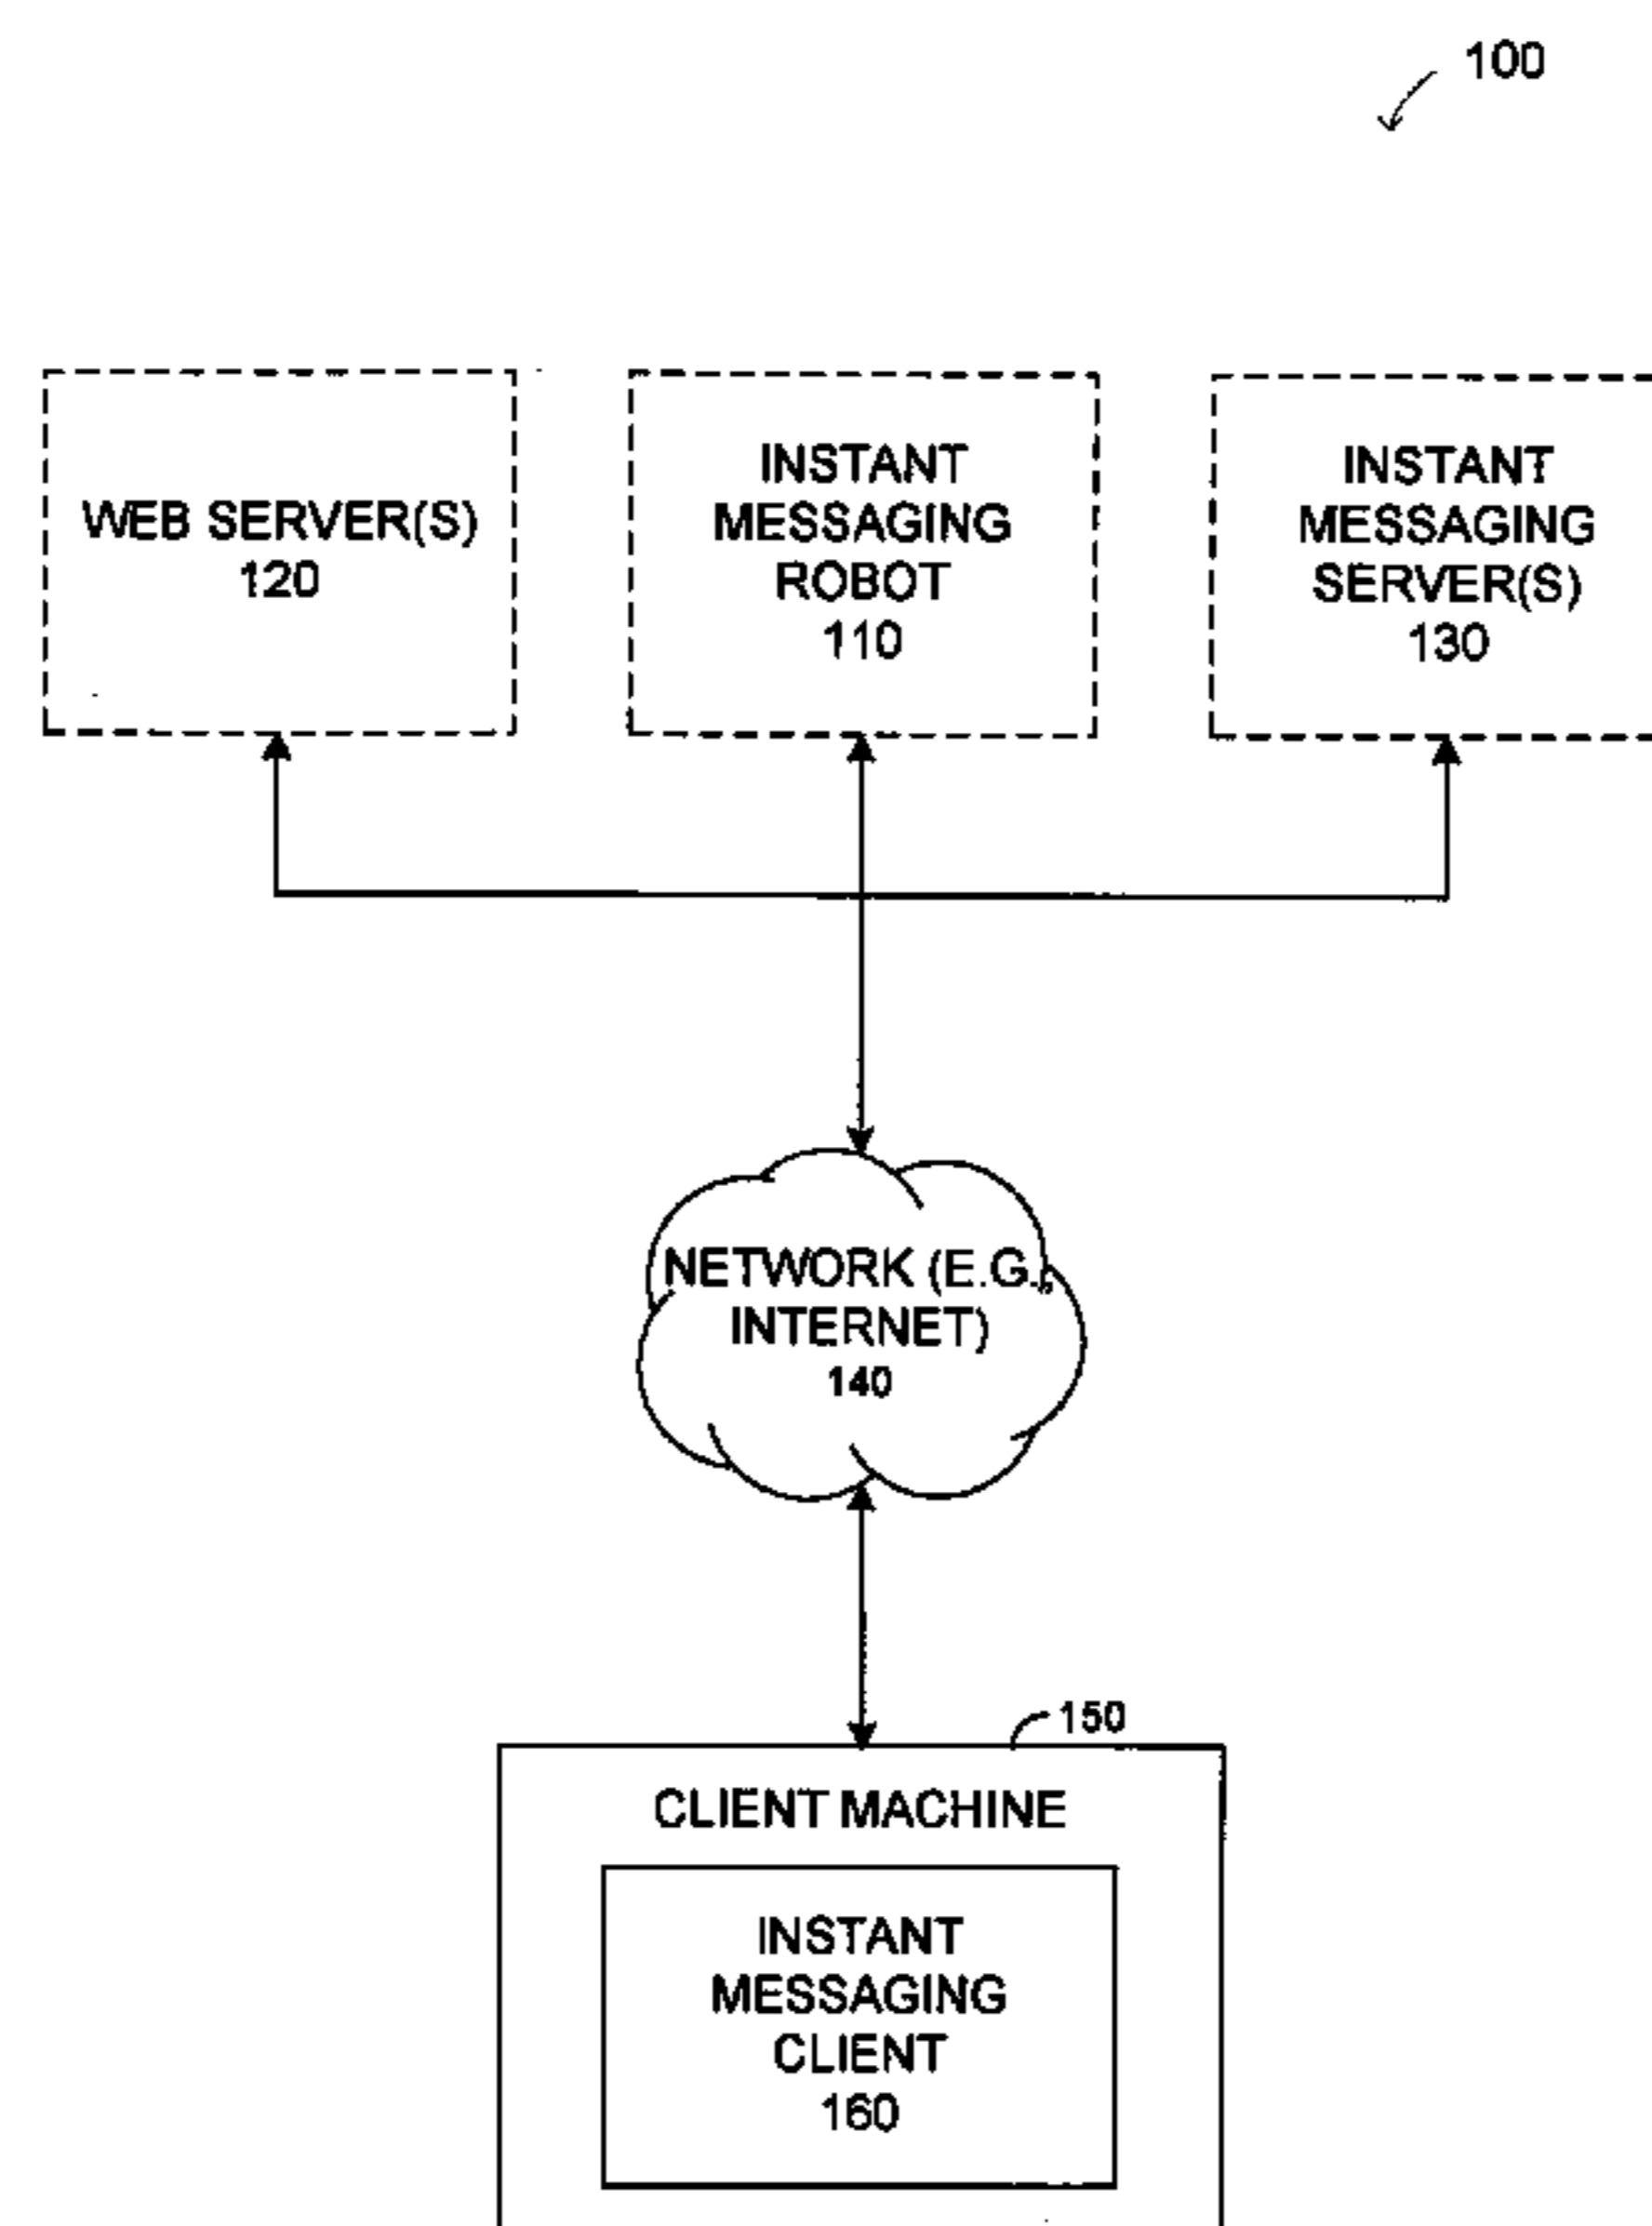 100
WEB SERVER(S)
120
INSTANT
MESSAGING
ROBOT
110
INSTANT
MESSAGING
SERVER(S)
130
NETWORK (E.G.,
INTERNET)
140
150
CLIENT MACHINE
INSTANT
MESSAGING
CLIENT
160